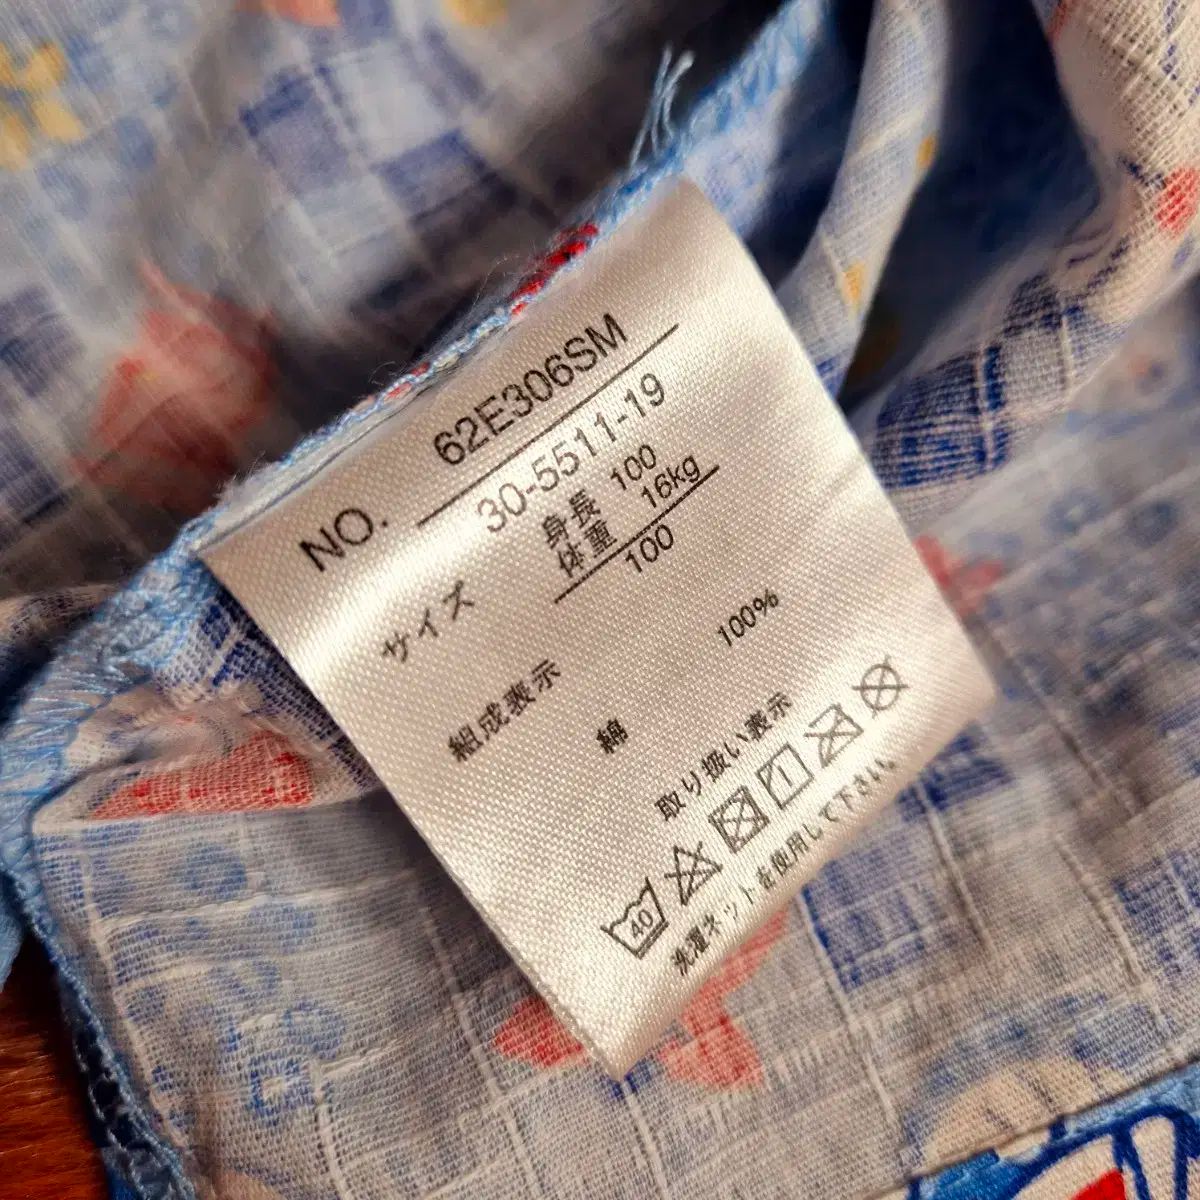 NO. 62E306SM
30-5511-19
サイズ 身長 100
体重 16kg
100
組成表示
綿 100%
取り扱い表示
40
洗濯ネットを使用して下さい。